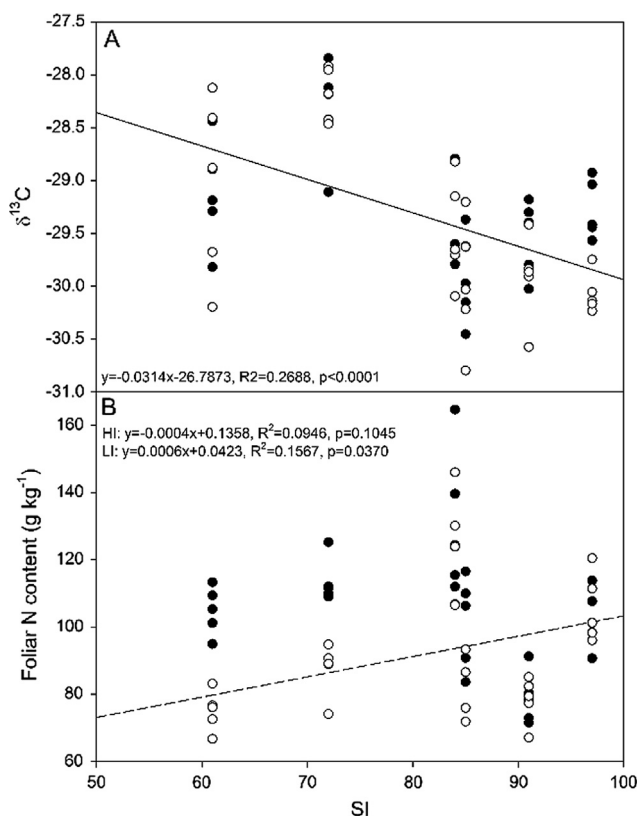 A
-27.5
-28.0
-28.5
-29.0
-29.5
-30.0
-30.5
-31.0
δ13C
y=-0.0314x-26.7873, R2=0.2688, p<0.0001
B
HI: y=-0.0004x+0.1358, R²=0.0946, p=0.1045
LI: y=0.0006x+0.0423, R²=0.1567, p=0.0370
160
140
120
100
80
60
Foliar N content (g kg-1)
50 60 70 80 90 100
SI